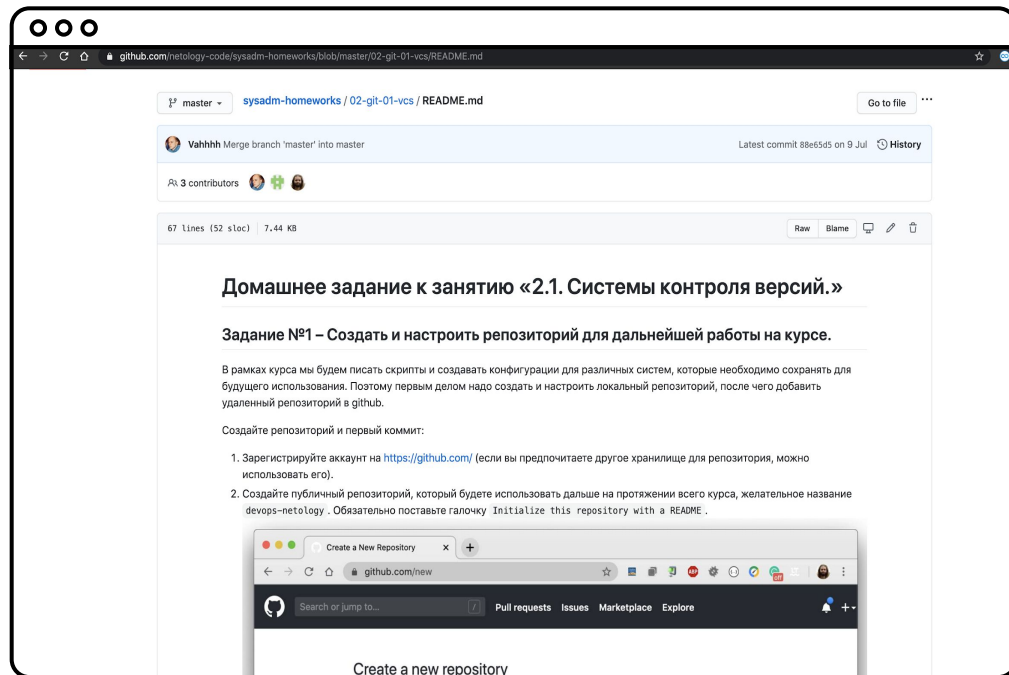 github.com/netology-code/sysadm-homeworks/blob/master/02-git-01-vcs/README.md
master
sysadm-homeworks / 02-git-01-vcs / README.md
Go to file
Vahhhh Merge branch 'master' into master
Latest commit 88e65d5 on 9 Jul
History
3 contributors
67 lines (52 sloc) 7.44 KB
Raw
Blame
Домашнее задание к занятию «2.1. Системы контроля версий.»
Задание №1 – Создать и настроить репозиторий для дальнейшей работы на курсе.
В рамках курса мы будем писать скрипты и создавать конфигурации для различных систем, которые необходимо сохранять для
будущего использования. Поэтому первым делом надо создать и настроить локальный репозиторий, после чего добавить
удаленный репозиторий в github.
Создайте репозиторий и первый коммит:
1. Зарегистрируйте аккаунт на https://github.com/ (если вы предпочитаете другое хранилище для репозитория, можно
использовать его).
2. Создайте публичный репозиторий, который будете использовать дальше на протяжении всего курса, желательное название
devops-netology . Обязательно поставьте галочку Initialize this repository with a README .
Create a New Repository
github.com/new
ABP
off
Search or jump to...
/
Pull requests Issues Marketplace Explore
Create a new repository